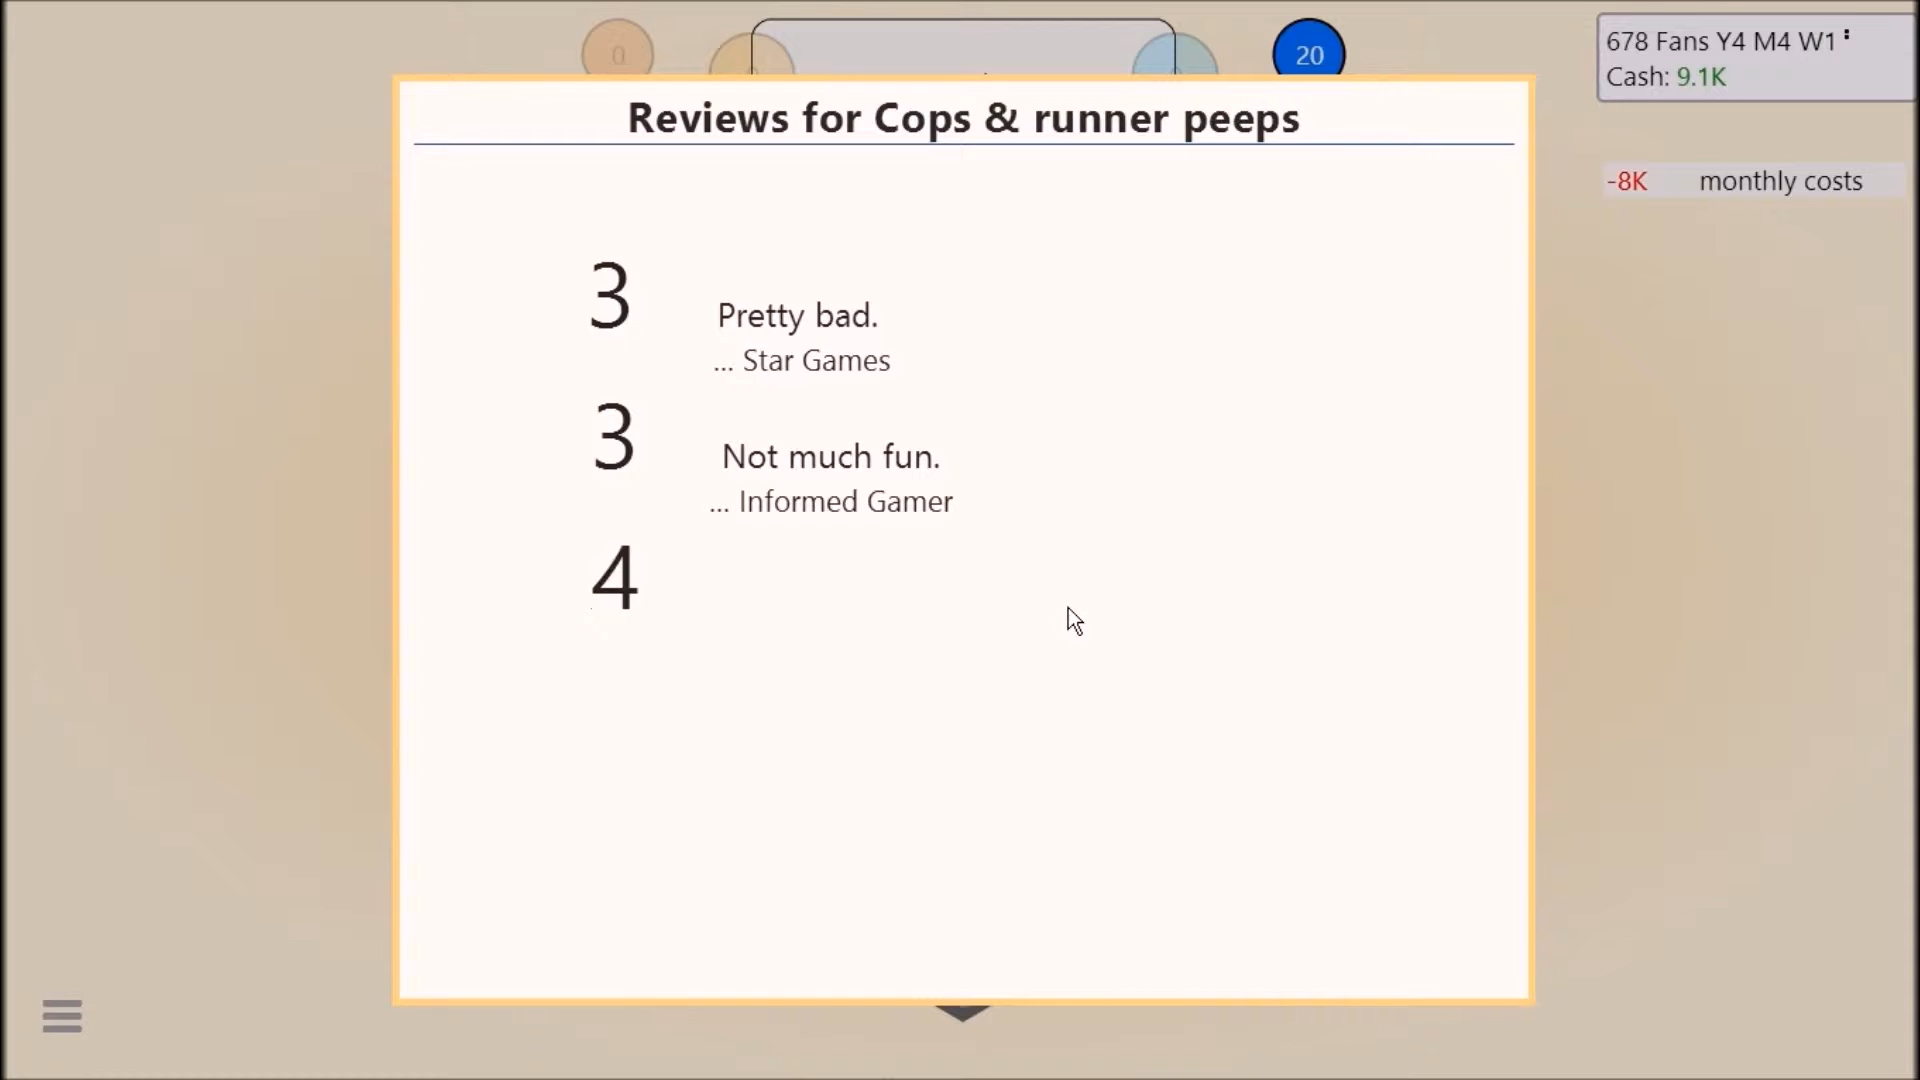 0
20
678 Fans Y4 M4 W1
Cash: 9.1K
-8K monthly costs
Reviews for Cops & runner peeps
3
Pretty bad.
... Star Games
3
Not much fun.
... Informed Gamer
4